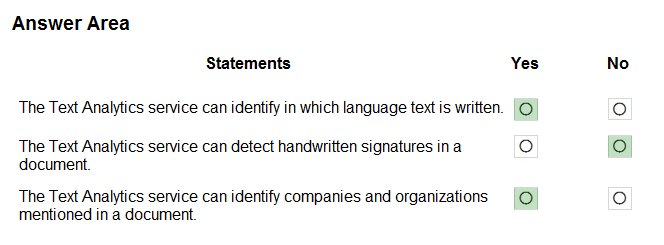 Answer Area
Statements Yes No
The Text Analytics service can identify in which language text is written.
The Text Analytics service can detect handwritten signatures in a
document.
The Text Analytics service can identify companies and organizations
mentioned in a document.